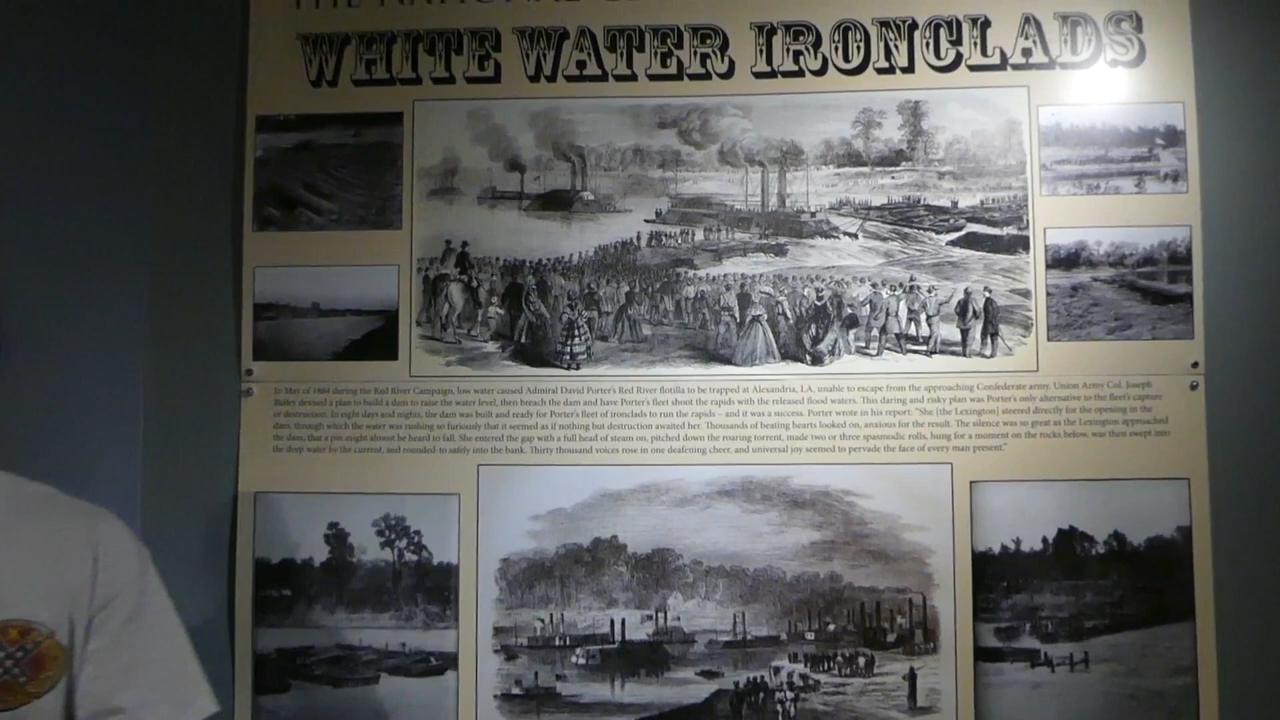 THE NATIONAL
WHITE WATER IRONCLADS
In May of 1864 during the Red River Campaign, low water caused Admiral David Porter's Red River flotilla to be trapped at Alexandria, LA, unable to escape from the approaching Confederate army. Union Army Col. Joseph
Bailey devised a plan to build a dam to raise the water level, then breach the dam and have Porter's fleet shoot the rapids with the released flood waters. This daring and risky plan was Porter's only alternative to the fleet's capture
or destruction. In eight days and nights, the dam was built and ready for Porter's fleet of ironclads to run the rapids – and it was a success. Porter wrote in his report: "She [the Lexington] steered directly for the opening in the
dam, through which the water was rushing so furiously that it seemed as if nothing but destruction awaited her. Thousands of beating hearts looked on, anxious for the result. The silence was so great as the Lexington approached
the dam, that a pin might almost be heard to fall. She entered the gap with a full head of steam on, pitched down the roaring torrent, made two or three spasmodic rolls, hung for a moment on the rocks below, was then swept into
the deep water by the current, and rounded-to safely into the bank. Thirty thousand voices rose in one deafening cheer, and universal joy seemed to pervade the face of every man present."